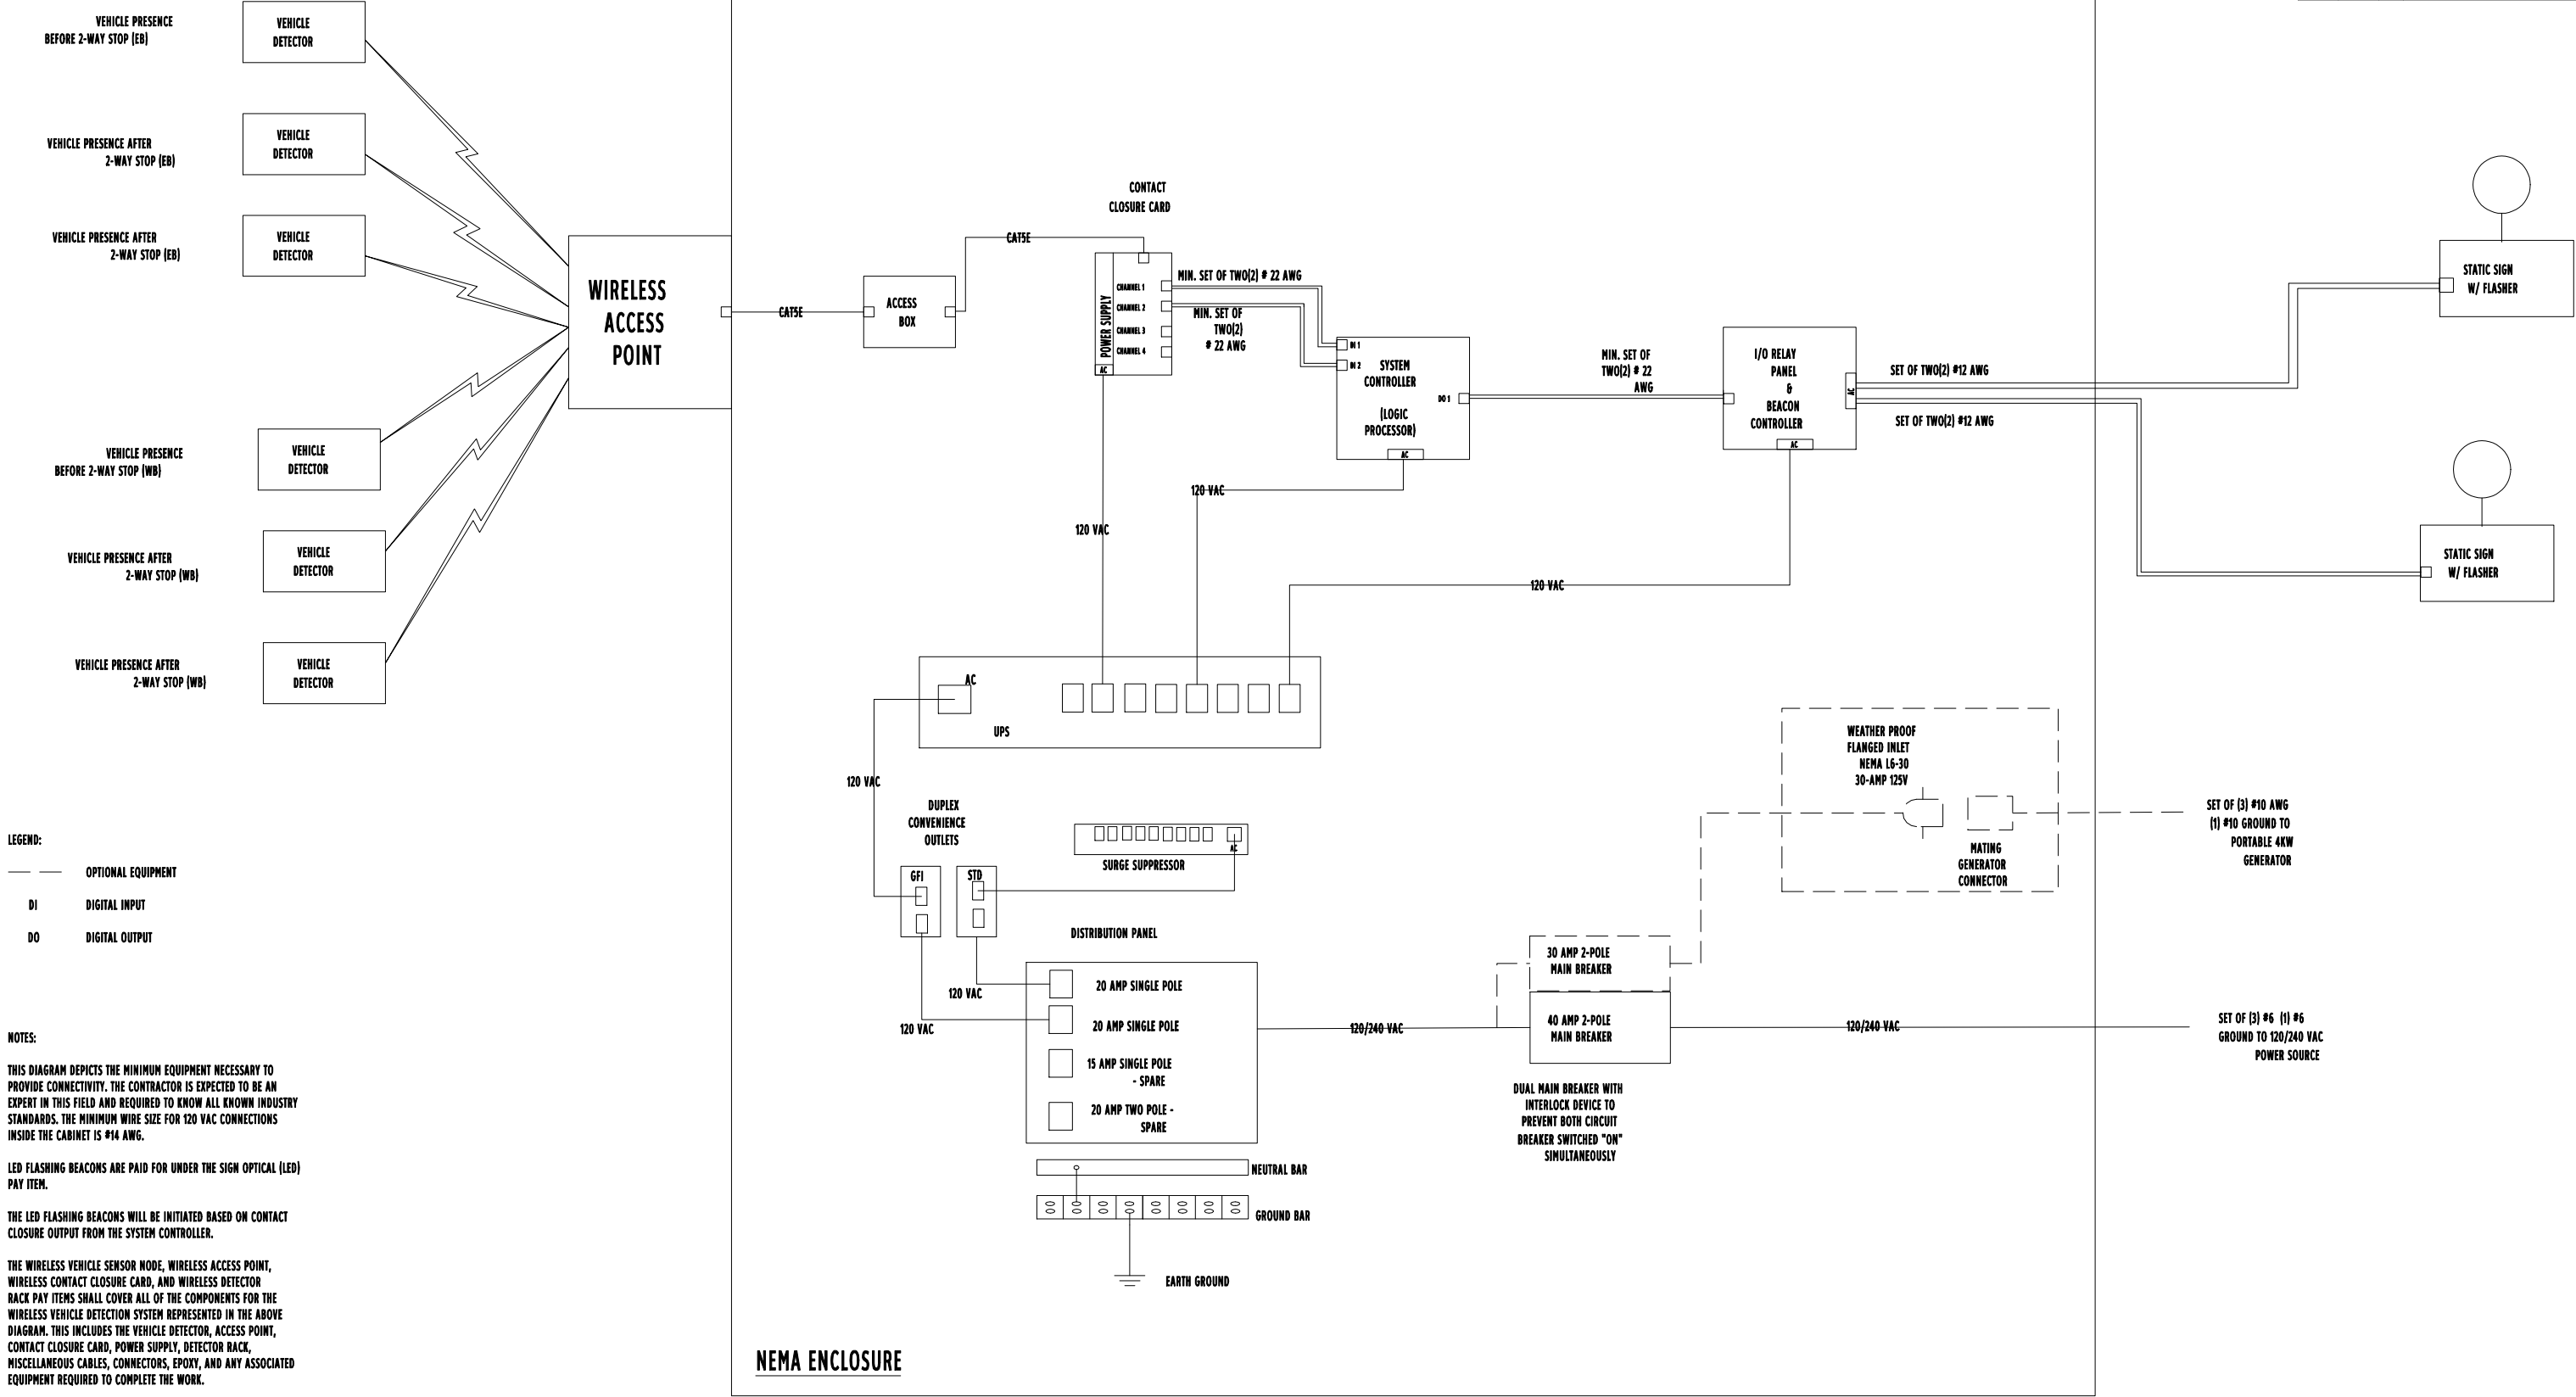 VEHICLE PRESENCE
BEFORE 2-WAY STOP (EB)
VEHICLE
DETECTOR
VEHICLE PRESENCE AFTER
2-WAY STOP (EB)
VEHICLE
DETECTOR
VEHICLE PRESENCE AFTER
2-WAY STOP (EB)
VEHICLE
DETECTOR
VEHICLE PRESENCE
BEFORE 2-WAY STOP (WB)
VEHICLE
DETECTOR
VEHICLE PRESENCE AFTER
2-WAY STOP (WB)
VEHICLE
DETECTOR
VEHICLE PRESENCE AFTER
2-WAY STOP (WB)
VEHICLE
DETECTOR
WIRELESS
ACCESS
POINT
CAT5E
ACCESS
BOX
CAT5E
CONTACT
CLOSURE CARD
POWER SUPPLY
AC
CHANNEL 1
CHANNEL 2
CHANNEL 3
CHANNEL 4
MIN. SET OF TWO(2) # 22 AWG
MIN. SET OF
TWO(2)
# 22 AWG
DI 1
DI 2
SYSTEM
CONTROLLER
(LOGIC
PROCESSOR)
DO 1
AC
MIN. SET OF
TWO(2) # 22
AWG
I/O RELAY
PANEL
&
BEACON
CONTROLLER
AC
AC
SET OF TWO(2) #12 AWG
SET OF TWO(2) #12 AWG
STATIC SIGN
W/ FLASHER
STATIC SIGN
W/ FLASHER
120 VAC
120 VAC
120 VAC
AC
UPS
120 VAC
DUPLEX
CONVENIENCE
OUTLETS
GFI
STD
AC
SURGE SUPPRESSOR
120 VAC
120 VAC
DISTRIBUTION PANEL
20 AMP SINGLE POLE
20 AMP SINGLE POLE
15 AMP SINGLE POLE
- SPARE
20 AMP TWO POLE -
SPARE
NEUTRAL BAR
GROUND BAR
EARTH GROUND
120/240 VAC
30 AMP 2-POLE
MAIN BREAKER
40 AMP 2-POLE
MAIN BREAKER
DUAL MAIN BREAKER WITH
INTERLOCK DEVICE TO
PREVENT BOTH CIRCUIT
BREAKER SWITCHED "ON"
SIMULTANEOUSLY
120/240 VAC
WEATHER PROOF
FLANGED INLET
NEMA L6-30
30-AMP 125V
MATING
GENERATOR
CONNECTOR
SET OF (3) #10 AWG
(1) #10 GROUND TO
PORTABLE 4KW
GENERATOR
SET OF (3) #6 (1) #6
GROUND TO 120/240 VAC
POWER SOURCE
NEMA ENCLOSURE
LEGEND:
OPTIONAL EQUIPMENT
DI DIGITAL INPUT
DO DIGITAL OUTPUT
NOTES:
THIS DIAGRAM DEPICTS THE MINIMUM EQUIPMENT NECESSARY TO
PROVIDE CONNECTIVITY. THE CONTRACTOR IS EXPECTED TO BE AN
EXPERT IN THIS FIELD AND REQUIRED TO KNOW ALL KNOWN INDUSTRY
STANDARDS. THE MINIMUM WIRE SIZE FOR 120 VAC CONNECTIONS
INSIDE THE CABINET IS #14 AWG.
LED FLASHING BEACONS ARE PAID FOR UNDER THE SIGN OPTICAL (LED)
PAY ITEM.
THE LED FLASHING BEACONS WILL BE INITIATED BASED ON CONTACT
CLOSURE OUTPUT FROM THE SYSTEM CONTROLLER.
THE WIRELESS VEHICLE SENSOR NODE, WIRELESS ACCESS POINT,
WIRELESS CONTACT CLOSURE CARD, AND WIRELESS DETECTOR
RACK PAY ITEMS SHALL COVER ALL OF THE COMPONENTS FOR THE
WIRELESS VEHICLE DETECTION SYSTEM REPRESENTED IN THE ABOVE
DIAGRAM. THIS INCLUDES THE VEHICLE DETECTOR, ACCESS POINT,
CONTACT CLOSURE CARD, POWER SUPPLY, DETECTOR RACK,
MISCELLANEOUS CABLES, CONNECTORS, EPOXY, AND ANY ASSOCIATED
EQUIPMENT REQUIRED TO COMPLETE THE WORK.